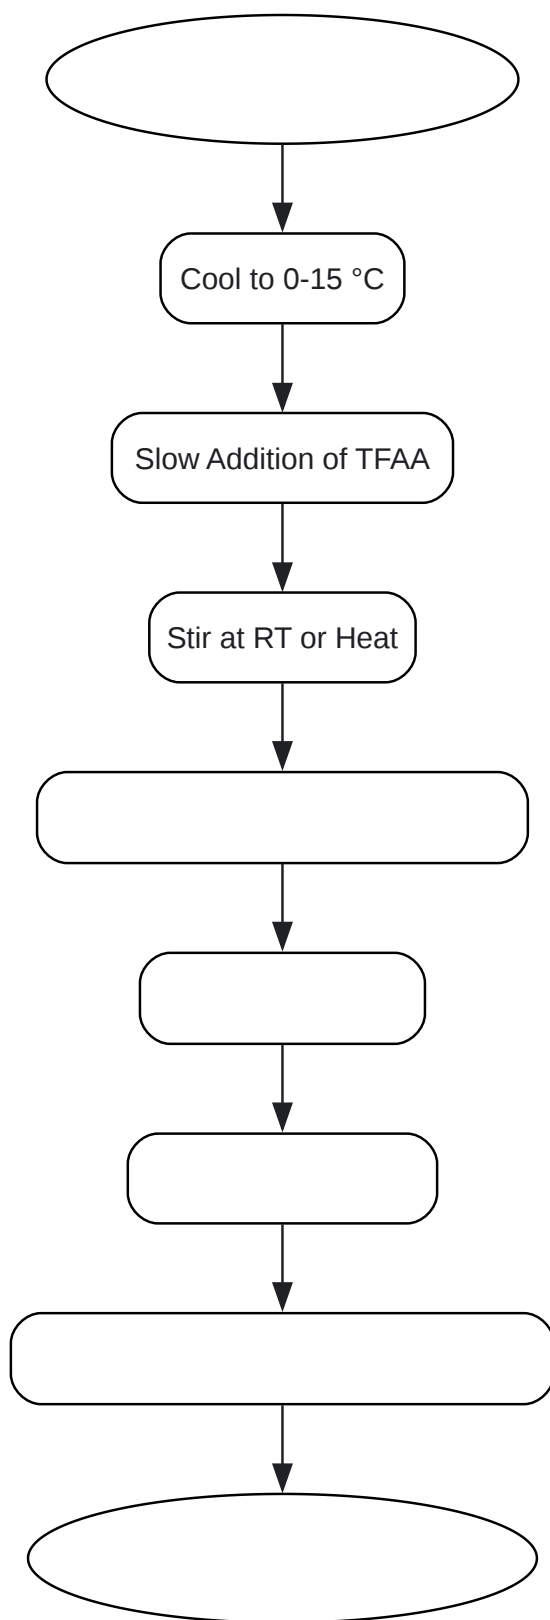 Cool to 0-15 °C
Slow Addition of TFAA
Stir at RT or Heat